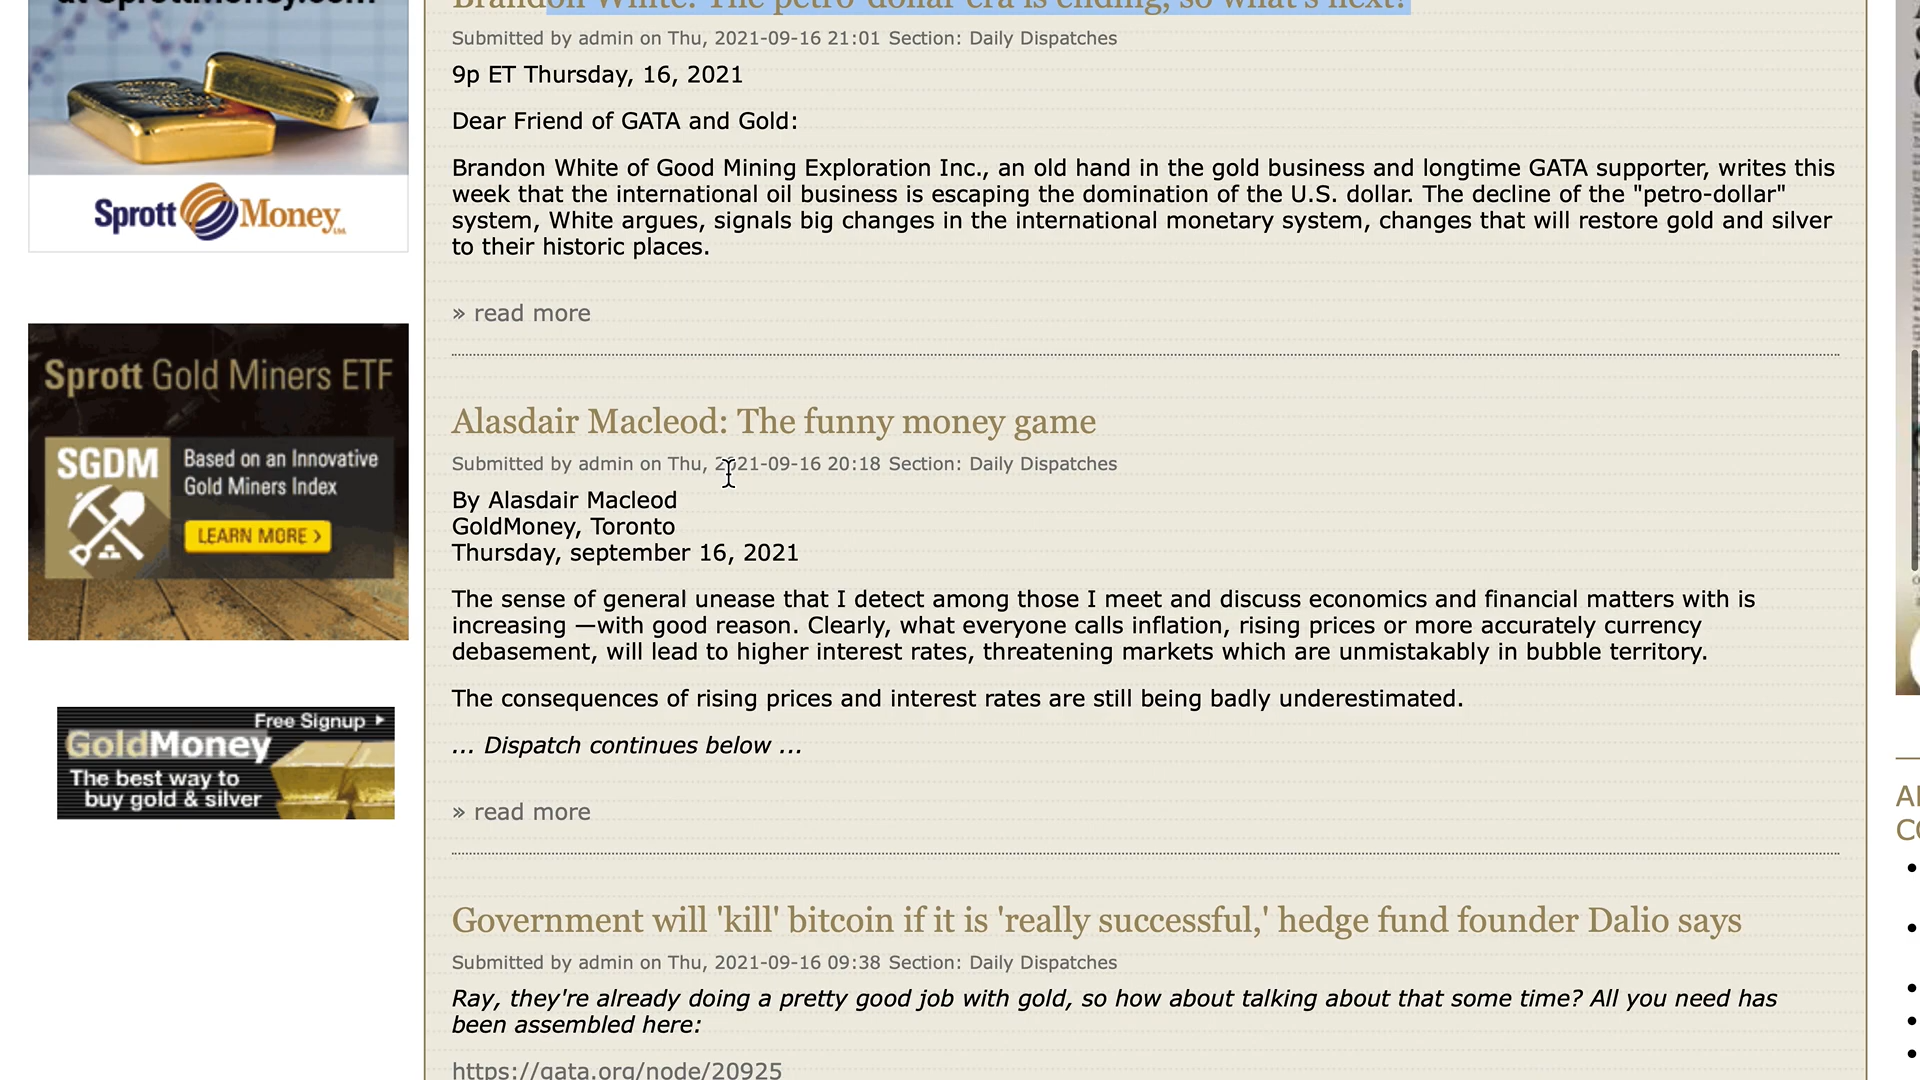 at SprottMoney.com
Sprott Money Ltd.
Sprott Gold Miners ETF
SGDM
Based on an Innovative
Gold Miners Index
LEARN MORE >
Free Signup
GoldMoney
The best way to
buy gold & silver
Brandon White: The petro-dollar era is ending, so what's next?
Submitted by admin on Thu, 2021-09-16 21:01 Section: Daily Dispatches
9p ET Thursday, 16, 2021
Dear Friend of GATA and Gold:
Brandon White of Good Mining Exploration Inc., an old hand in the gold business and longtime GATA supporter, writes this
week that the international oil business is escaping the domination of the U.S. dollar. The decline of the "petro-dollar"
system, White argues, signals big changes in the international monetary system, changes that will restore gold and silver
to their historic places.
» read more
Alasdair Macleod: The funny money game
Submitted by admin on Thu, 2021-09-16 20:18 Section: Daily Dispatches
By Alasdair Macleod
GoldMoney, Toronto
Thursday, september 16, 2021
The sense of general unease that I detect among those I meet and discuss economics and financial matters with is
increasing —with good reason. Clearly, what everyone calls inflation, rising prices or more accurately currency
debasement, will lead to higher interest rates, threatening markets which are unmistakably in bubble territory.
The consequences of rising prices and interest rates are still being badly underestimated.
... Dispatch continues below ...
» read more
Government will 'kill' bitcoin if it is 'really successful,' hedge fund founder Dalio says
Submitted by admin on Thu, 2021-09-16 09:38 Section: Daily Dispatches
Ray, they're already doing a pretty good job with gold, so how about talking about that some time? All you need has
been assembled here:
https://gata.org/node/20925